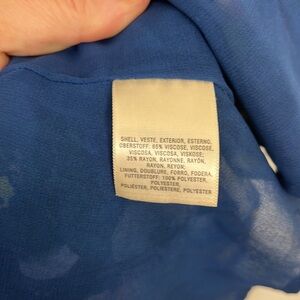 SHELL, VESTE, EXTERIOR, ESTERNO,
OBERSTOFF: 65% VISCOSE, VISCOSE,
VISCOSA, VISCOSA, VISKOSE;
35% RAYON, RAYONNE, RAYÓN,
RAYON, REYON;
LINING, DOUBLURE, FORRO, FODERA,
FUTTERSTOFF: 100% POLYESTER,
POLYESTER,
POLIÉSTER, POLIESTERE, POLYESTER